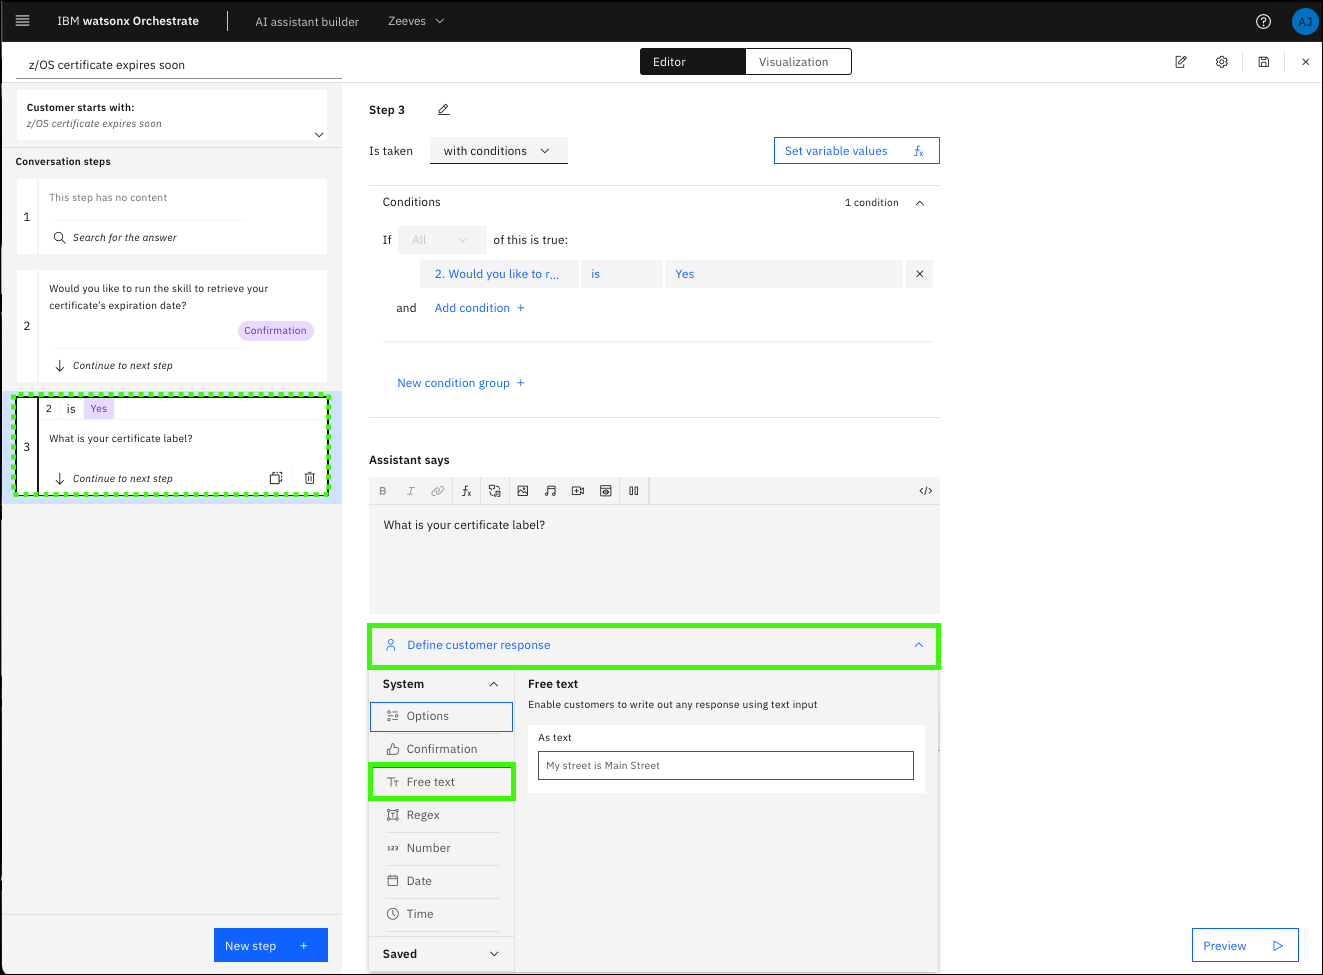 IBM watsonx Orchestrate
AI assistant builder
Zeeves
AJ
z/OS certificate expires soon
Editor
Visualization
Customer starts with:
z/OS certificate expires soon
Conversation steps
1
This step has no content
Search for the answer
2
Would you like to run the skill to retrieve your
certificate's expiration date?
Confirmation
Continue to next step
3
2 is Yes
What is your certificate label?
Continue to next step
New step +
Step 3
Is taken
with conditions
Set variable values fx
Conditions
1 condition
If All of this is true:
2. Would you like to r... is Yes
and Add condition +
New condition group +
Assistant says
B I fx </>
What is your certificate label?
Define customer response
System
Options
Confirmation
Tт Free text
Regex
123 Number
Date
Time
Saved
Free text
Enable customers to write out any response using text input
As text
My street is Main Street
Preview